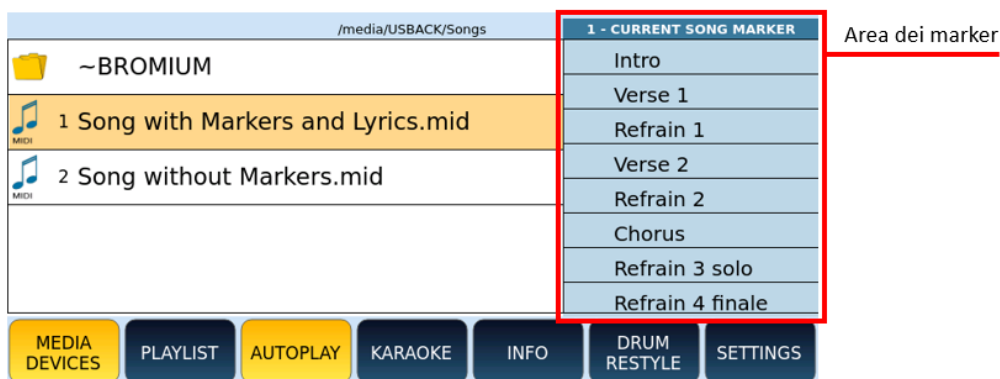 /media/USBACK/Songs
~BROMIUM
MIDI
1 Song with Markers and Lyrics.mid
MIDI
2 Song without Markers.mid
1 - CURRENT SONG MARKER
Intro
Verse 1
Refrain 1
Verse 2
Refrain 2
Chorus
Refrain 3 solo
Refrain 4 finale
Area dei marker
MEDIA
DEVICES
PLAYLIST
AUTOPLAY
KARAOKE
INFO
DRUM
RESTYLE
SETTINGS